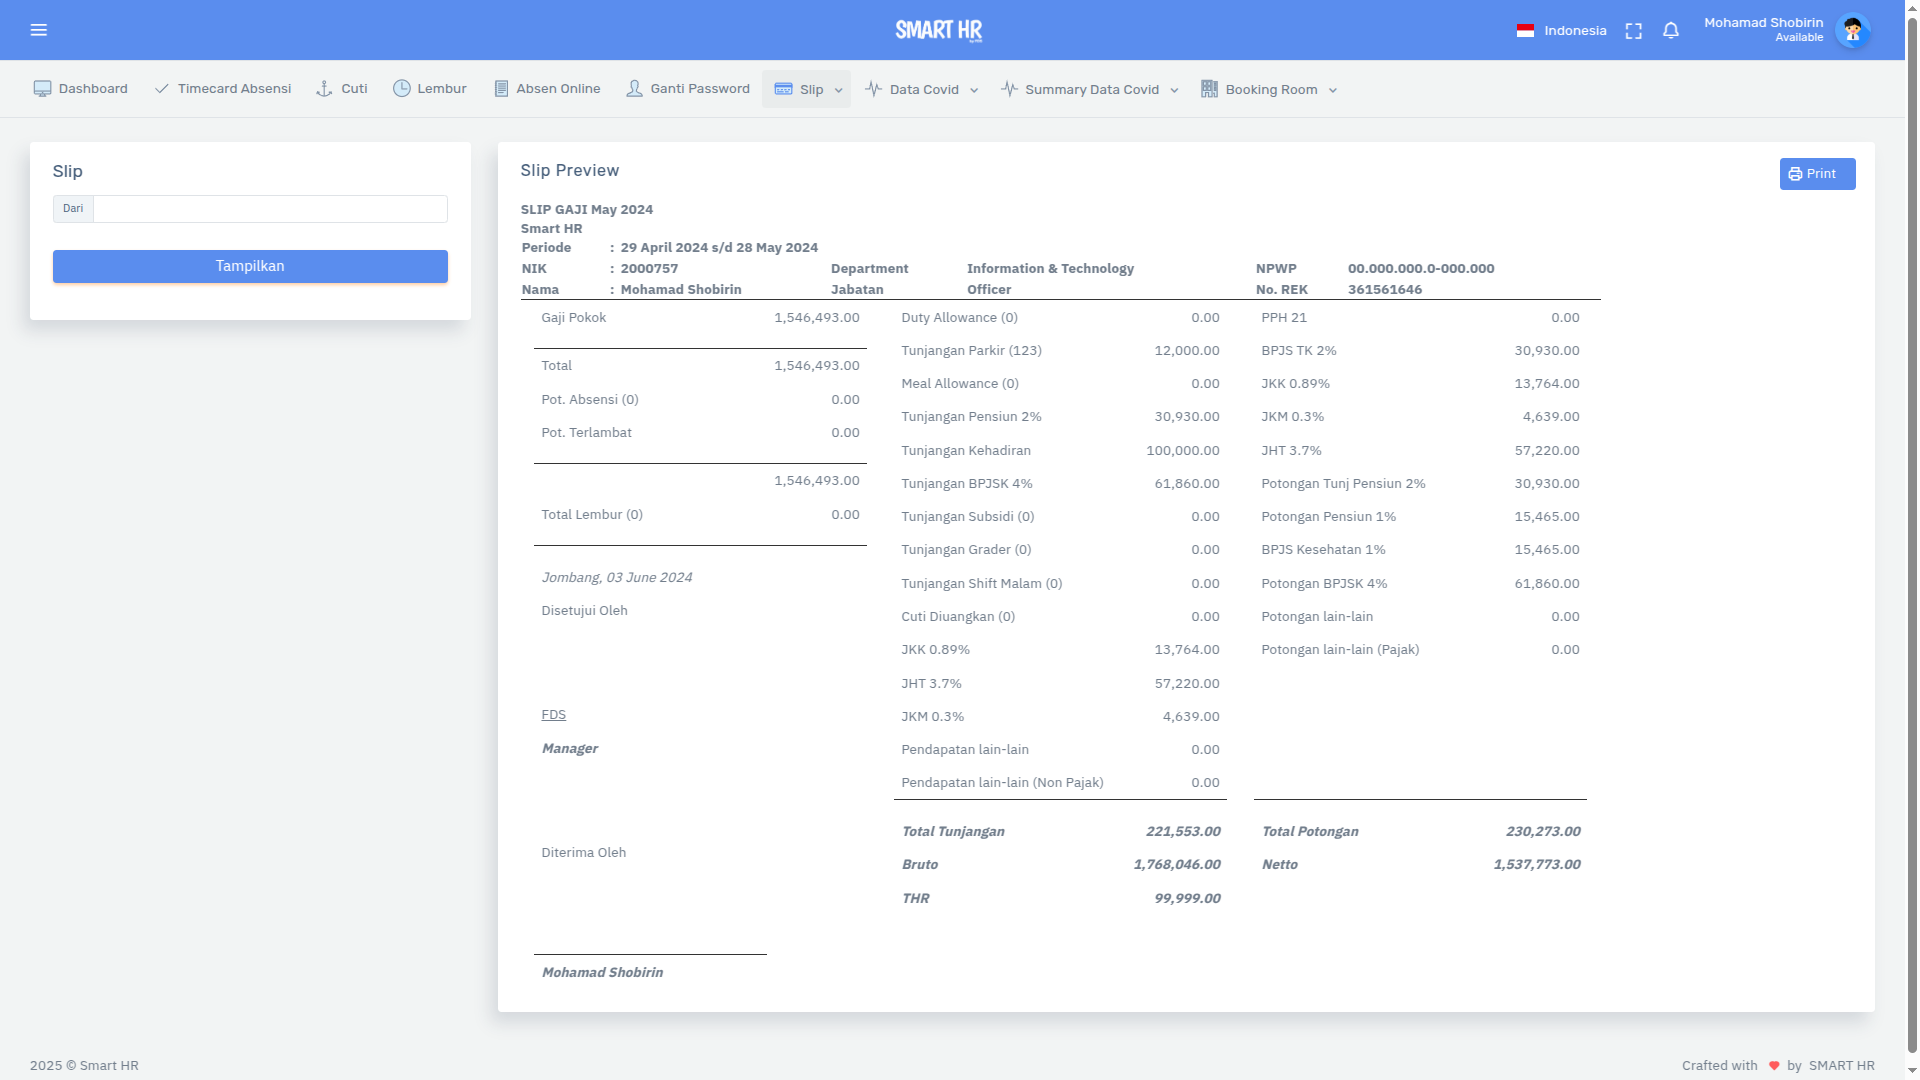 SMART HR
Indonesia
Mohamad Shobirin
Available
Dashboard
Timecard Absensi
Cuti
Lembur
Absen Online
Ganti Password
Slip
Data Covid
Summary Data Covid
Booking Room
Slip
Dari
Tampilkan
Slip Preview
Print
SLIP GAJI May 2024
Smart HR
Periode : 29 April 2024 s/d 28 May 2024
NIK : 2000757 Department Information & Technology NPWP 00.000.000.0-000.000
Nama : Mohamad Shobirin Jabatan Officer No. REK 361561646
Gaji Pokok 1,546,493.00
Total 1,546,493.00
Pot. Absensi (0) 0.00
Pot. Terlambat 0.00
1,546,493.00
Total Lembur (0) 0.00
Jombang, 03 June 2024
Disetujui Oleh
FDS
Manager
Diterima Oleh
Mohamad Shobirin
Duty Allowance (0) 0.00
Tunjangan Parkir (123) 12,000.00
Meal Allowance (0) 0.00
Tunjangan Pensiun 2% 30,930.00
Tunjangan Kehadiran 100,000.00
Tunjangan BPJSK 4% 61,860.00
Tunjangan Subsidi (0) 0.00
Tunjangan Grader (0) 0.00
Tunjangan Shift Malam (0) 0.00
Cuti Diuangkan (0) 0.00
JKK 0.89% 13,764.00
JHT 3.7% 57,220.00
JKM 0.3% 4,639.00
Pendapatan lain-lain 0.00
Pendapatan lain-lain (Non Pajak) 0.00
Total Tunjangan 221,553.00
Bruto 1,768,046.00
THR 99,999.00
PPH 21 0.00
BPJS TK 2% 30,930.00
JKK 0.89% 13,764.00
JKM 0.3% 4,639.00
JHT 3.7% 57,220.00
Potongan Tunj Pensiun 2% 30,930.00
Potongan Pensiun 1% 15,465.00
BPJS Kesehatan 1% 15,465.00
Potongan BPJSK 4% 61,860.00
Potongan lain-lain 0.00
Potongan lain-lain (Pajak) 0.00
Total Potongan 230,273.00
Netto 1,537,773.00
2025 © Smart HR
Crafted with ❤ by SMART HR